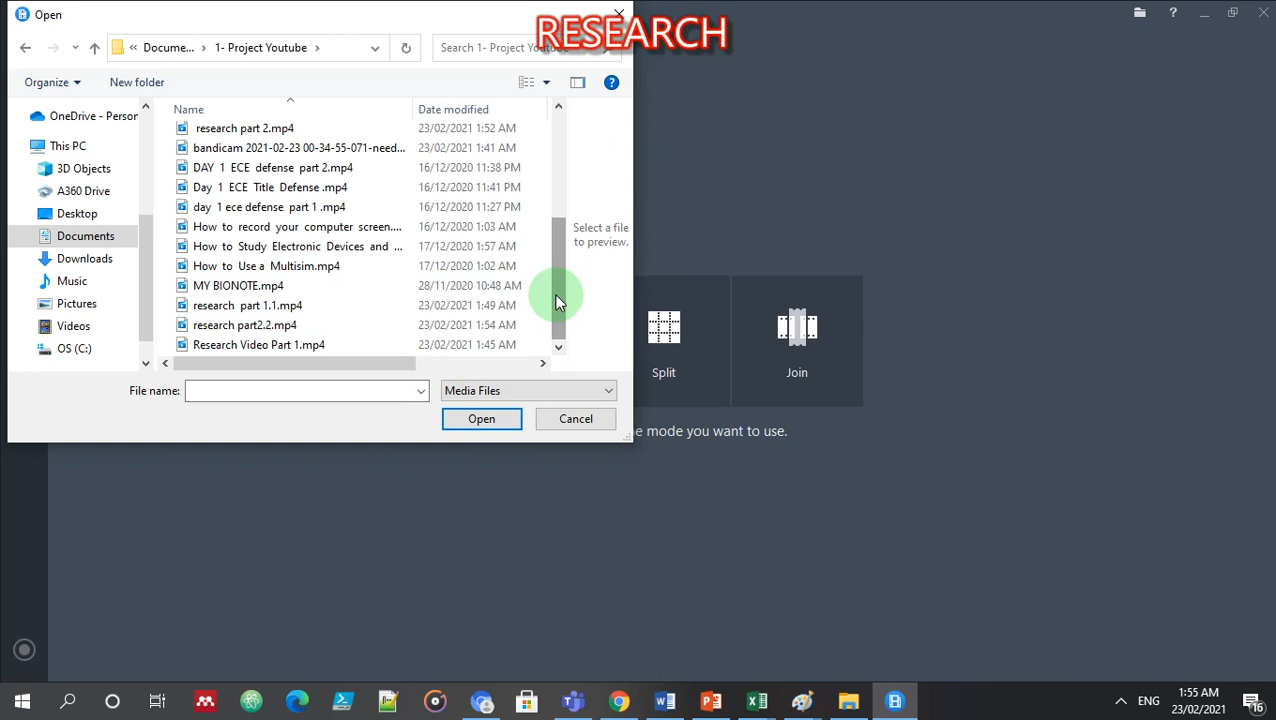 Open
RESEARCH
Docume...
1- Project Youtube
Search 1- Project Youtube
Organize
New folder
Name
Date modified
OneDrive - Person
This PC
3D Objects
A360 Drive
Desktop
Documents
Downloads
Music
Pictures
Videos
OS (C:)
research part 2.mp4 23/02/2021 1:52 AM
bandicam 2021-02-23 00-34-55-071-need... 23/02/2021 1:41 AM
DAY 1 ECE defense part 2.mp4 16/12/2020 11:38 PM
Day 1 ECE Title Defense .mp4 16/12/2020 11:41 PM
day 1 ece defense part 1 .mp4 16/12/2020 11:27 PM
How to record your computer screen.... 16/12/2020 1:03 AM
How to Study Electronic Devices and ... 17/12/2020 1:57 AM
How to Use a Multisim.mp4 17/12/2020 1:02 AM
MY BIONOTE.mp4 28/11/2020 10:48 AM
research part 1.1.mp4 23/02/2021 1:49 AM
research part2.2.mp4 23/02/2021 1:54 AM
Research Video Part 1.mp4 23/02/2021 1:45 AM
Select a file
to preview.
File name:
Media Files
Open
Cancel
Split
Join
e mode you want to use.
ENG
1:55 AM
23/02/2021
16